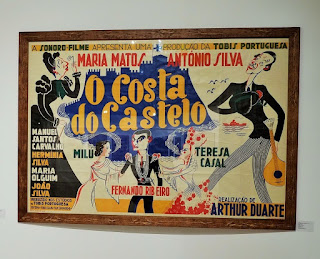 A SONORO FILME APRESENTA UMA PRODUÇÃO DA TOBIS PORTUGUESA
MARIA MATOS ANTÓNIO SILVA
O COSTA
DO CASTELO
MANUEL
SANTOS
CARVALHO
HERMÍNIA
SILVA
MARIA
OLGUIM
JOÃO
SILVA
MILÚ
TERESA
CASAL
FERNANDO RIBEIRO
REALIZAÇÃO DE
ARTHUR DUARTE